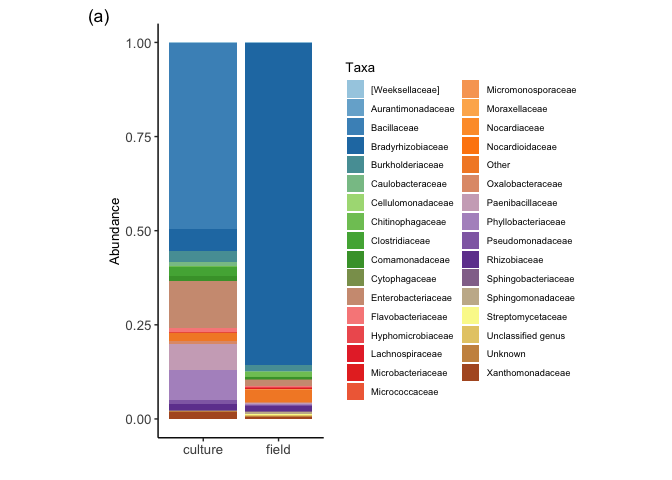 (a)
Abundance
1.00
0.75
0.50
0.25
0.00
culture
field
Taxa
[Weeksellaceae]
Aurantimonadaceae
Bacillaceae
Bradyrhizobiaceae
Burkholderiaceae
Caulobacteraceae
Cellulomonadaceae
Chitinophagaceae
Clostridiaceae
Comamonadaceae
Cytophagaceae
Enterobacteriaceae
Flavobacteriaceae
Hyphomicrobiaceae
Lachnospiraceae
Microbacteriaceae
Micrococcaceae
Micromonosporaceae
Moraxellaceae
Nocardiaceae
Nocardioidaceae
Other
Oxalobacteraceae
Paenibacillaceae
Phyllobacteriaceae
Pseudomonadaceae
Rhizobiaceae
Sphingobacteriaceae
Sphingomonadaceae
Streptomycetaceae
Unclassified genus
Unknown
Xanthomonadaceae